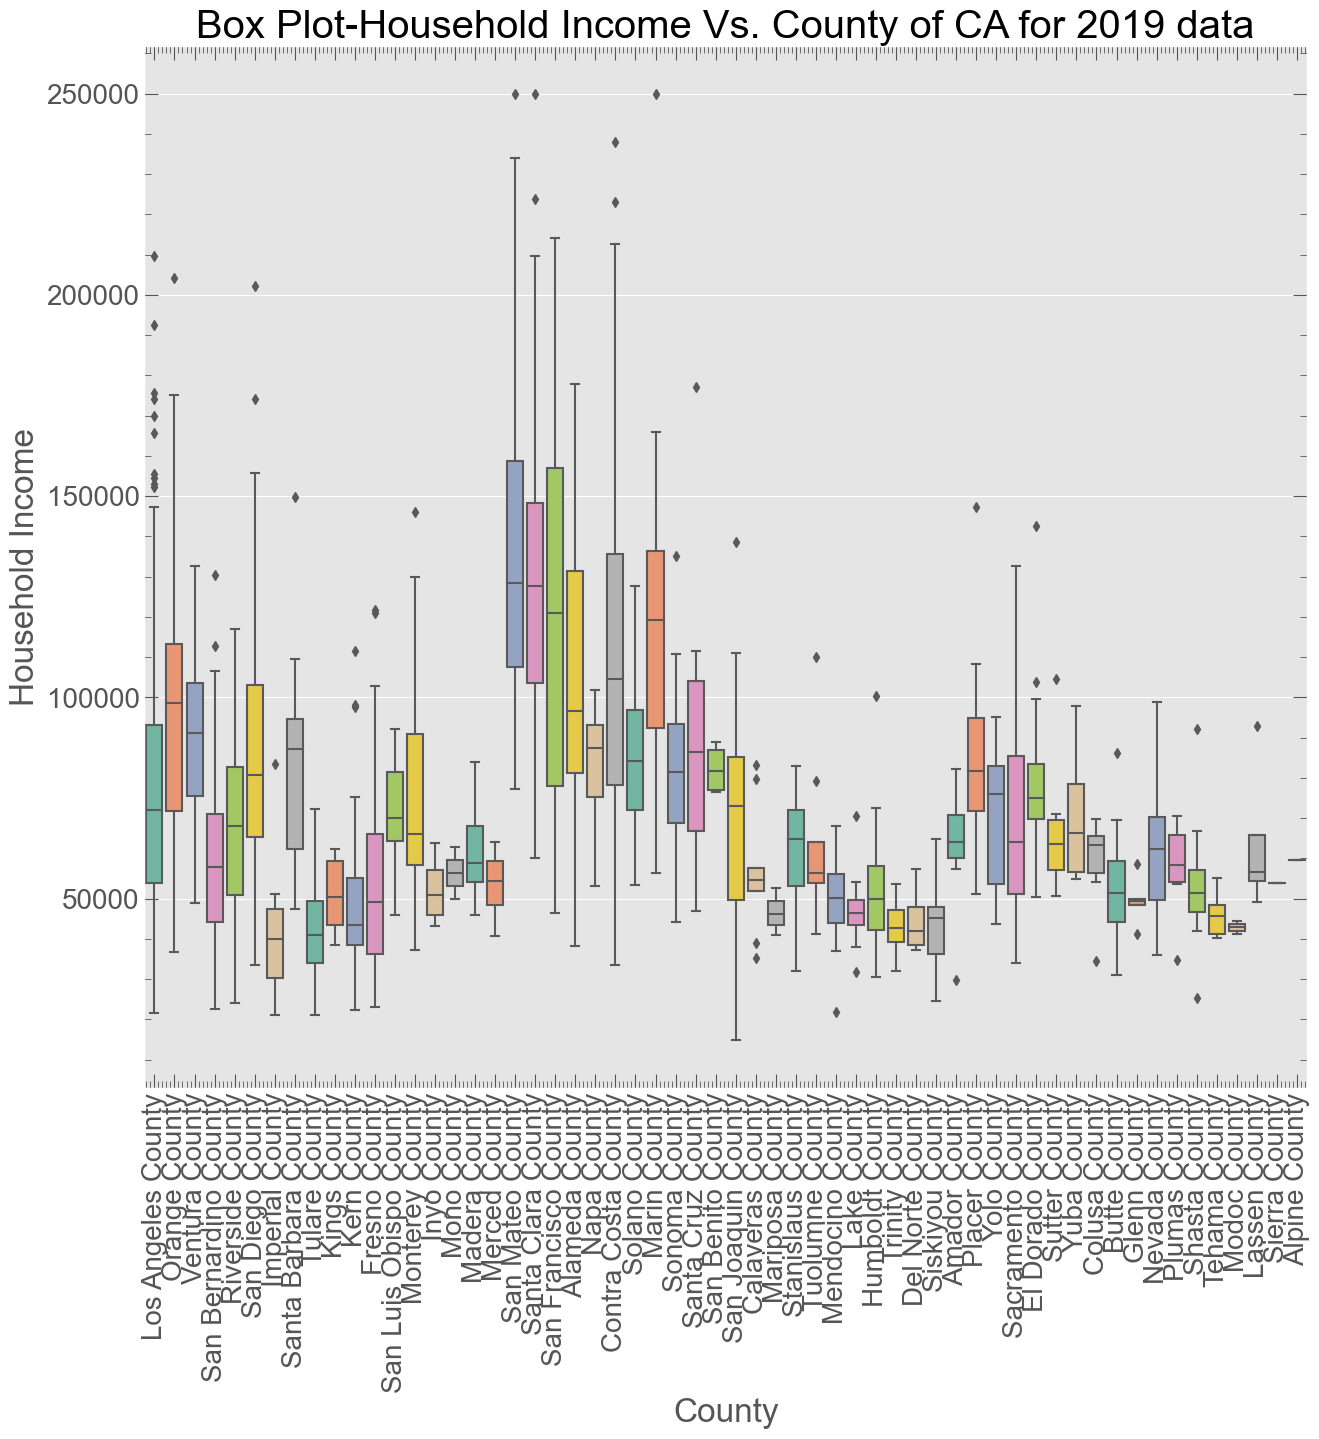 Box Plot-Household Income Vs. County of CA for 2019 data
Household Income
250000
200000
150000
100000
50000
Los Angeles County
Orange County
Ventura County
San Bernardino County
Riverside County
San Diego County
Imperial County
Santa Barbara County
Tulare County
Kings County
Kern County
Fresno County
San Luis Obispo County
Monterey County
Inyo County
Mono County
Madera County
Merced County
San Mateo County
Santa Clara County
San Francisco County
Alameda County
Napa County
Contra Costa County
Solano County
Marin County
Sonoma County
Santa Cruz County
San Benito County
San Joaquin County
Calaveras County
Mariposa County
Stanislaus County
Tuolumne County
Mendocino County
Lake County
Humboldt County
Trinity County
Del Norte County
Siskiyou County
Amador County
Placer County
Yolo County
Sacramento County
El Dorado County
Sutter County
Yuba County
Colusa County
Butte County
Glenn County
Nevada County
Plumas County
Shasta County
Tehama County
Modoc County
Lassen County
Sierra County
Alpine County
County